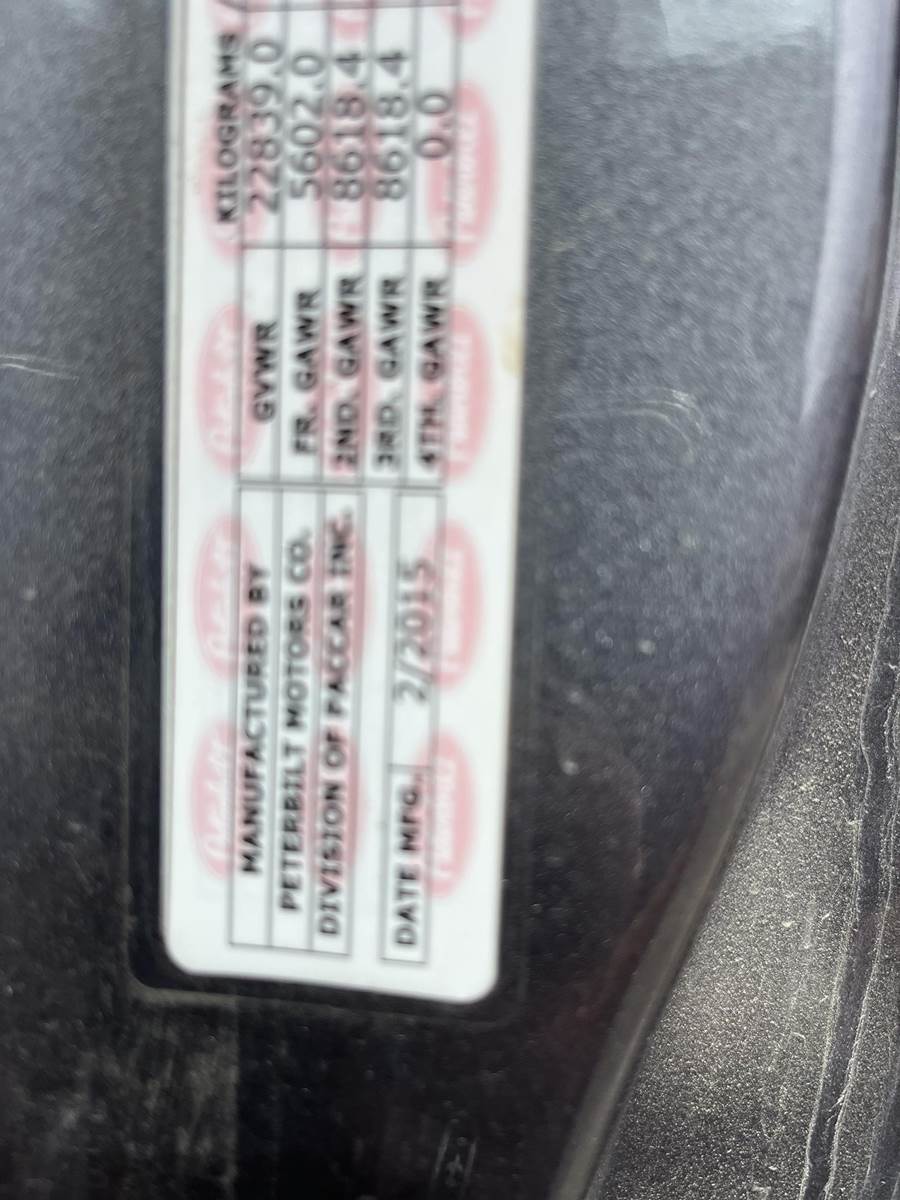 KILOGRAMS
MANUFACTURED BY GVWR 22839.0
PETERBILT MOTORS CO. FR. GAWR 5602.0
DIVISION OF PACCAR INC. 2ND. GAWR 8618.4
3RD. GAWR 8618.4
DATE MFG. 2/2015 4TH. GAWR 0.0